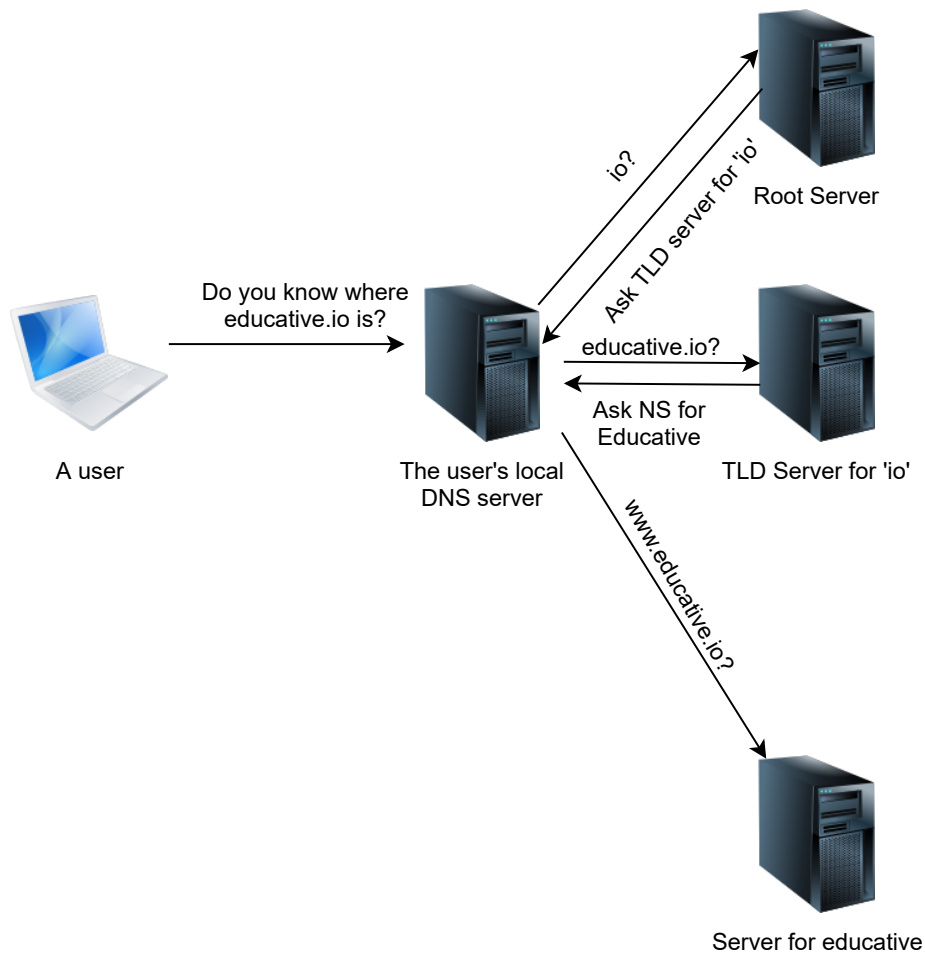 io?
Ask TLD server for 'io'
Root Server
Do you know where
educative.io is?
educative.io?
Ask NS for
Educative
A user
The user's local
DNS server
TLD Server for 'io'
www.educative.io?
Server for educative